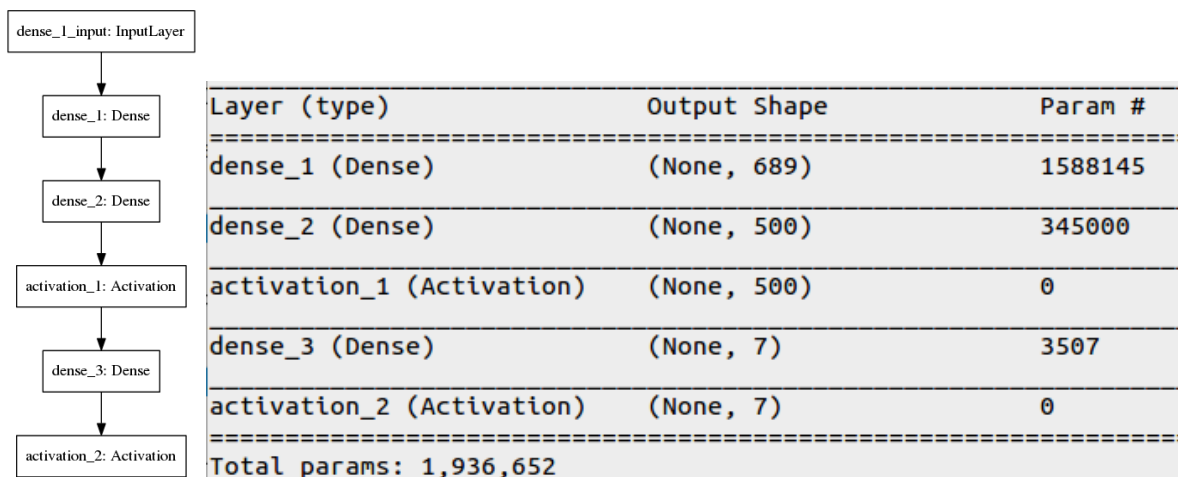 dense_1_input: InputLayer
dense_1: Dense
dense_2: Dense
activation_1: Activation
dense_3: Dense
activation_2: Activation
Layer (type) Output Shape Param #
dense_1 (Dense) (None, 689) 1588145
dense_2 (Dense) (None, 500) 345000
activation_1 (Activation) (None, 500) 0
dense_3 (Dense) (None, 7) 3507
activation_2 (Activation) (None, 7) 0
Total params: 1,936,652